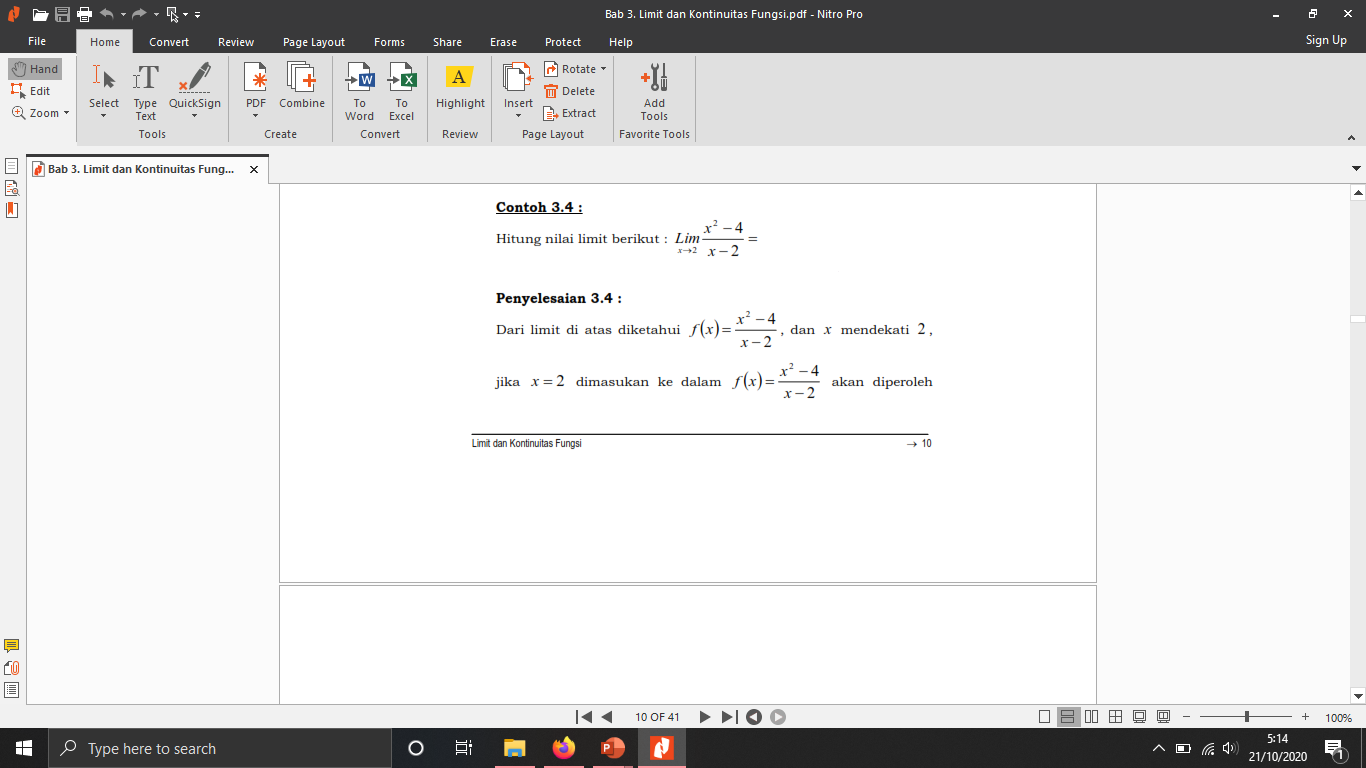 Bab 3. Limit dan Kontinuitas Fungsi.pdf - Nitro Pro
File Home Convert Review Page Layout Forms Share Erase Protect Help Sign Up
Hand
Edit
Zoom
Select
Type Text
QuickSign
Tools
PDF
Combine
Create
To Word
To Excel
Convert
Highlight
Review
Insert
Rotate
Delete
Extract
Page Layout
Add Tools
Favorite Tools
Bab 3. Limit dan Kontinuitas Fung...
Contoh 3.4 :
Hitung nilai limit berikut : Lim x→2 (x² − 4)/(x − 2) =
Penyelesaian 3.4 :
Dari limit di atas diketahui f(x) = (x² − 4)/(x − 2), dan x mendekati 2,
jika x = 2 dimasukan ke dalam f(x) = (x² − 4)/(x − 2) akan diperoleh
Limit dan Kontinuitas Fungsi → 10
10 OF 41
100%
Type here to search
5:14
21/10/2020
1